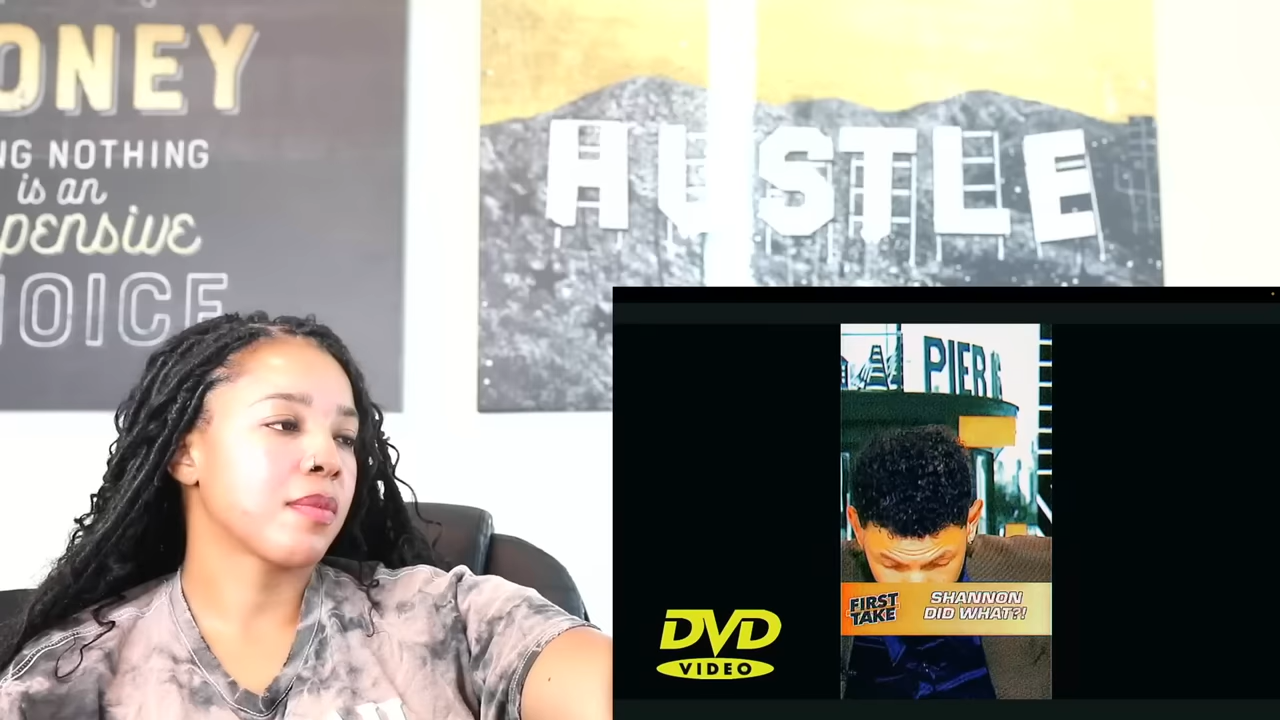 ONEY
NG NOTHING
is an
pensive
HOICE
HUSTLE
PIER
FIRST
TAKE
SHANNON
DID WHAT?!
DVD
VIDEO